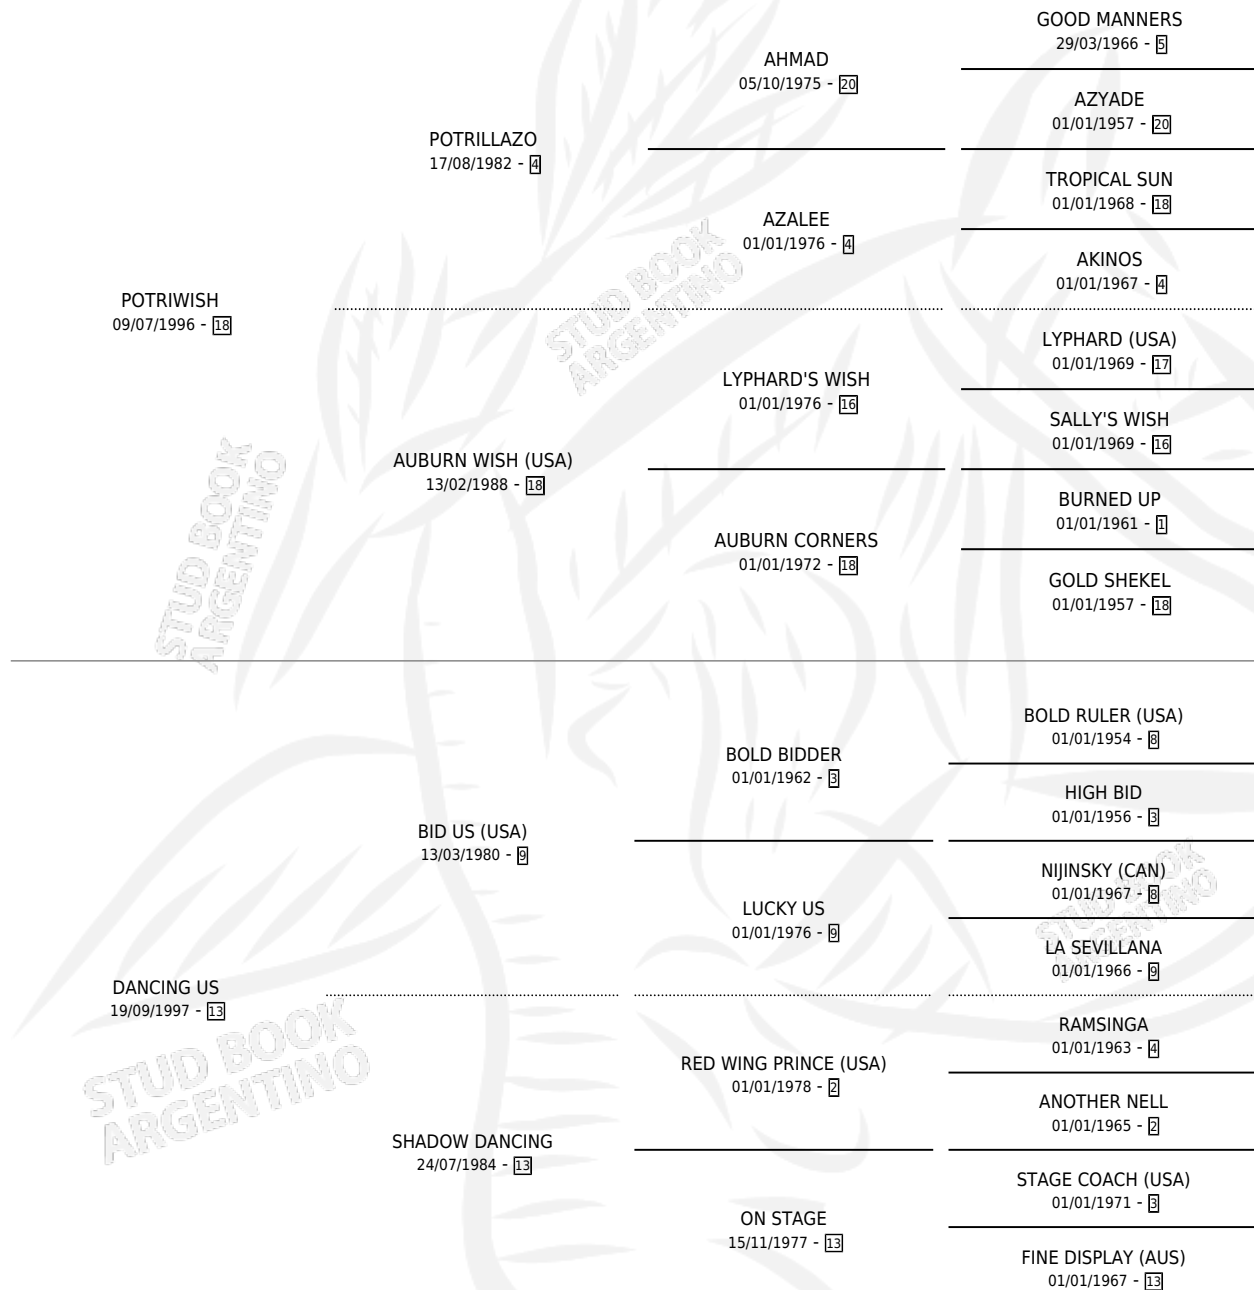 GOOD MANNERS
29/03/1966 - 5
AHMAD
05/10/1975 - 20
AZYADE
01/01/1957 - 20
POTRILLAZO
17/08/1982 - 4
TROPICAL SUN
01/01/1968 - 18
AZALEE
01/01/1976 - 4
AKINOS
01/01/1967 - 4
POTRIWISH
09/07/1996 - 18
LYPHARD (USA)
01/01/1969 - 17
LYPHARD'S WISH
01/01/1976 - 16
SALLY'S WISH
01/01/1969 - 16
AUBURN WISH (USA)
13/02/1988 - 18
BURNED UP
01/01/1961 - 1
AUBURN CORNERS
01/01/1972 - 18
GOLD SHEKEL
01/01/1957 - 18
BOLD RULER (USA)
01/01/1954 - 8
BOLD BIDDER
01/01/1962 - 3
HIGH BID
01/01/1956 - 3
BID US (USA)
13/03/1980 - 9
NIJINSKY (CAN)
01/01/1967 - 8
LUCKY US
01/01/1976 - 9
LA SEVILLANA
01/01/1966 - 9
DANCING US
19/09/1997 - 13
RAMSINGA
01/01/1963 - 4
RED WING PRINCE (USA)
01/01/1978 - 2
ANOTHER NELL
01/01/1965 - 2
SHADOW DANCING
24/07/1984 - 13
STAGE COACH (USA)
01/01/1971 - 3
ON STAGE
15/11/1977 - 13
FINE DISPLAY (AUS)
01/01/1967 - 13
STUD BOOK
ARGENTINO
STUD BOOK
ARGENTINO
STUD BOOK
ARGENTINO
STUD BOOK
ARGENTINO